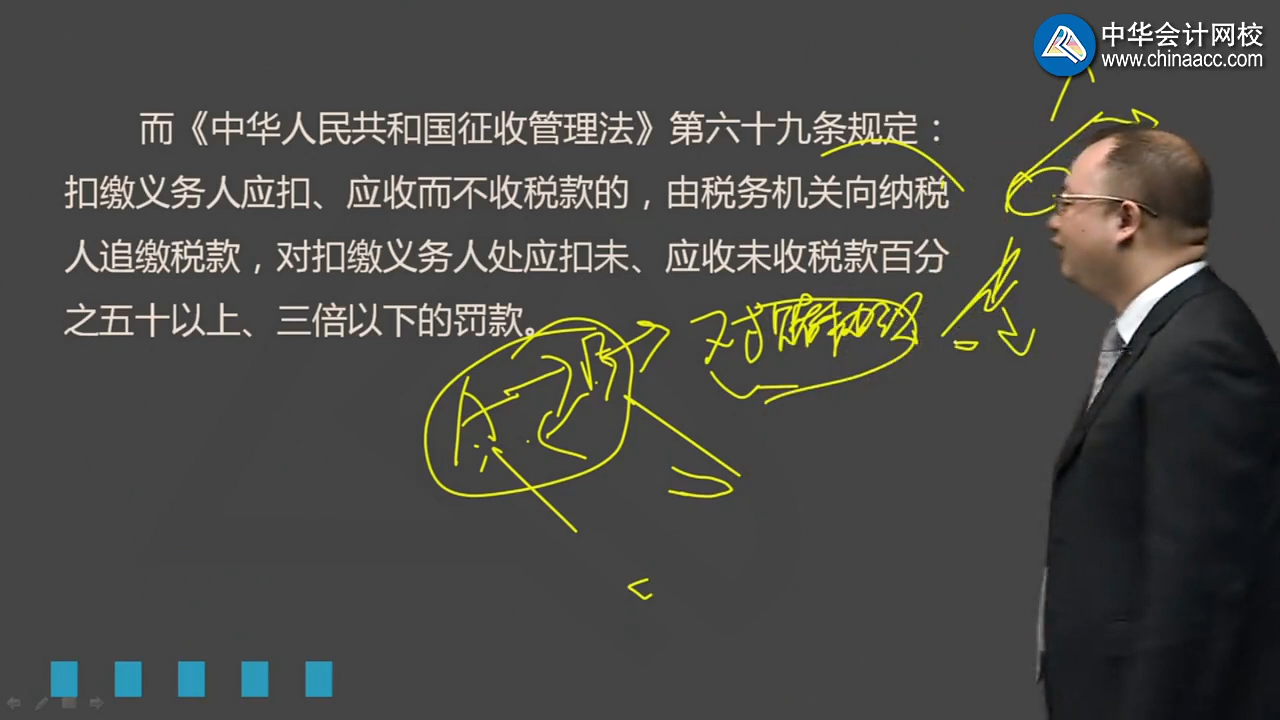 中华会计网校
www.chinaacc.com
而《中华人民共和国征收管理法》第六十九条规定：
扣缴义务人应扣、应收而不收税款的，由税务机关向纳税
人追缴税款，对扣缴义务人处应扣未、应收未收税款百分
之五十以上、三倍以下的罚款。
A
B